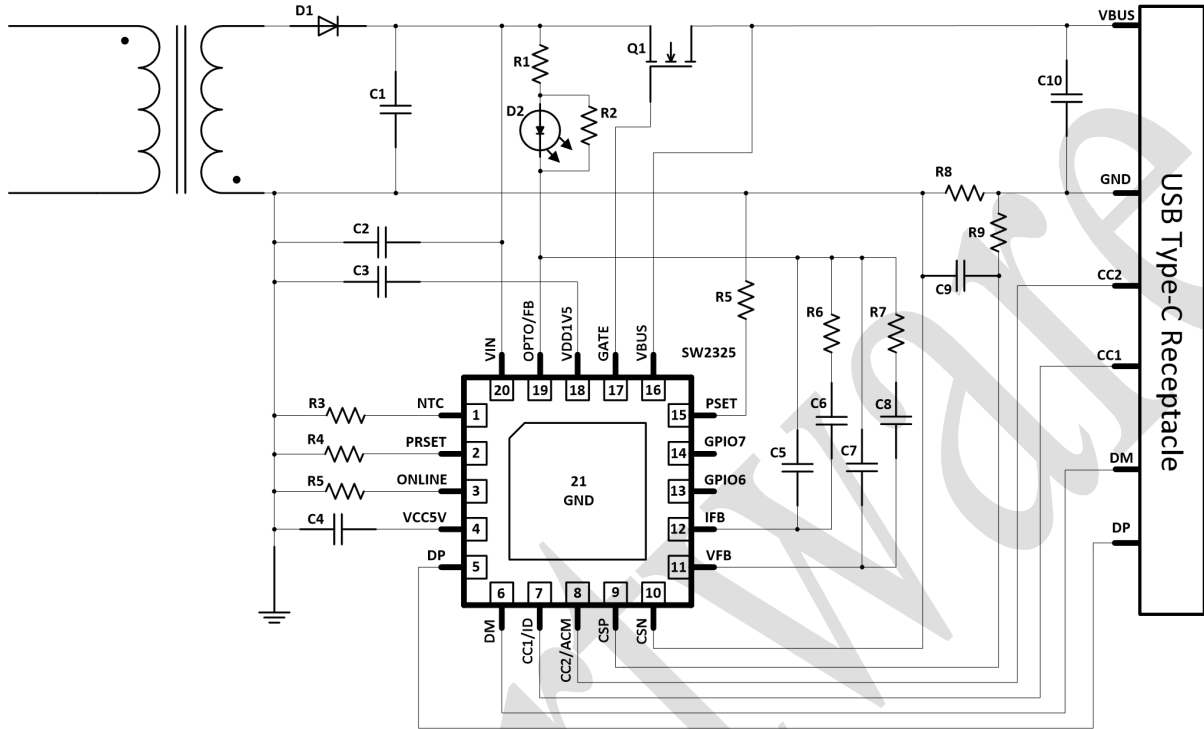 D1
VBUS
R1
Q1
C1
C10
D2
R2
USB Type-C Receptacle
R8
GND
C2
R9
C3
C9
CC2
R5
R6
R7
VIN
OPTO/FB
VDD1V5
GATE
VBUS
SW2325
CC1
20
19
18
17
16
R3
NTC
1
15
PSET
C6
C8
R4
PRSET
2
14
GPIO7
C5
C7
DM
R5
ONLINE
3
21
GND
13
GPIO6
C4
VCC5V
4
12
IFB
DP
DP
5
11
VFB
6
7
8
9
10
DM
CC1/ID
CC2/ACM
CSP
CSN